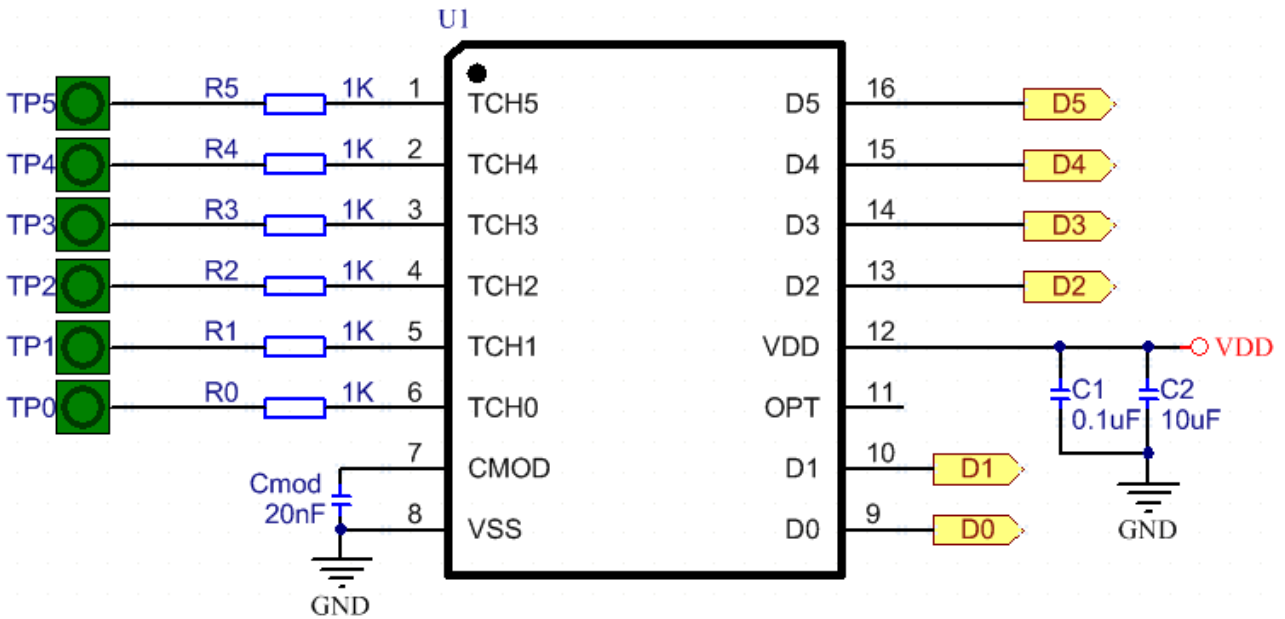 U1
TP5 R5 1K 1 TCH5 D5 16 D5
TP4 R4 1K 2 TCH4 D4 15 D4
TP3 R3 1K 3 TCH3 D3 14 D3
TP2 R2 1K 4 TCH2 D2 13 D2
TP1 R1 1K 5 TCH1 VDD 12 VDD
TP0 R0 1K 6 TCH0 OPT 11
C1 C2
0.1uF 10uF
7 CMOD D1 10 D1
Cmod
20nF
8 VSS D0 9 D0
GND
GND